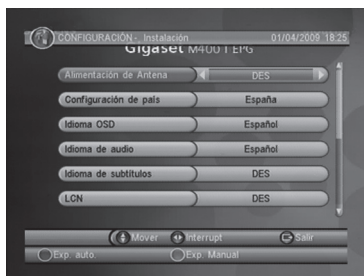 CONFIGURACIÓN-. Instalación 01/04/2009 18:25
Gigaset M400 T EPG
Alimentación de Antena DES
Configuración de país España
Idioma OSD Español
Idioma de audio Español
Idioma de subtítulos DES
LCN DES
Mover Interrupt Salir
Exp. auto. Exp. Manual